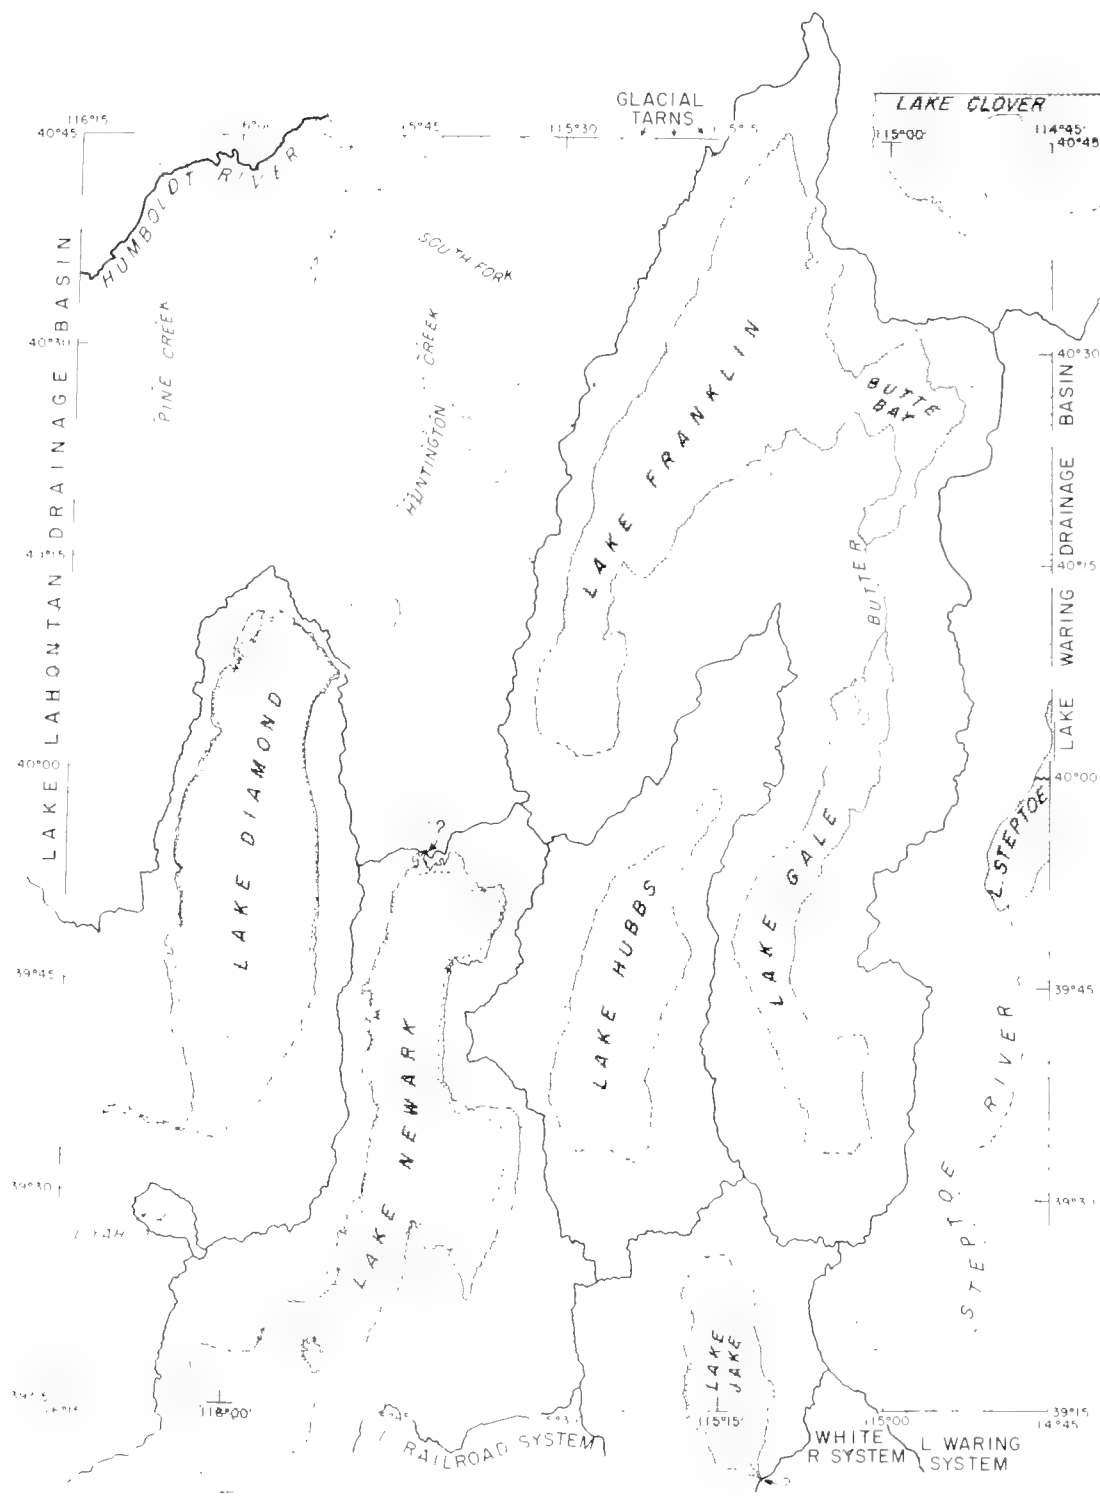 GLACIAL
TARNS
LAKE CLOVER
116°15'
40°45'
115°30'
115°00'
114°45'
40°45'
HUMBOLDT RIVER
SOUTH FORK
LAKE LAHONTAN DRAINAGE BASIN
PINE CREEK
HUNTINGTON CREEK
40°30'
40°30'
LAKE FRANKLIN
BUTTE
BAY
LAKE WARING DRAINAGE BASIN
40°15'
BUTTER
LAKE DIAMOND
40°00'
40°00'
?
LAKE GALE
L. STEPTOE
LAKE HUBBS
39°45'
39°45'
LAKE NEWARK
STEPTOE RIVER
39°30'
LAKE
JAKE
116°00'
115°15'
115°00'
39°15'
114°45'
RAILROAD SYSTEM
WHITE
R SYSTEM
L WARING
SYSTEM
?